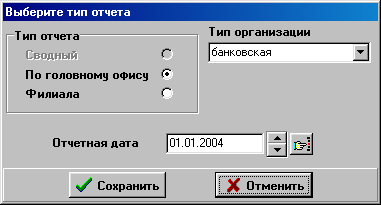 Выберите тип отчета
Тип отчета
Сводный
По головному офису
Филиала
Тип организации
банковская
Отчетная дата
01.01.2004
Сохранить
Отменить